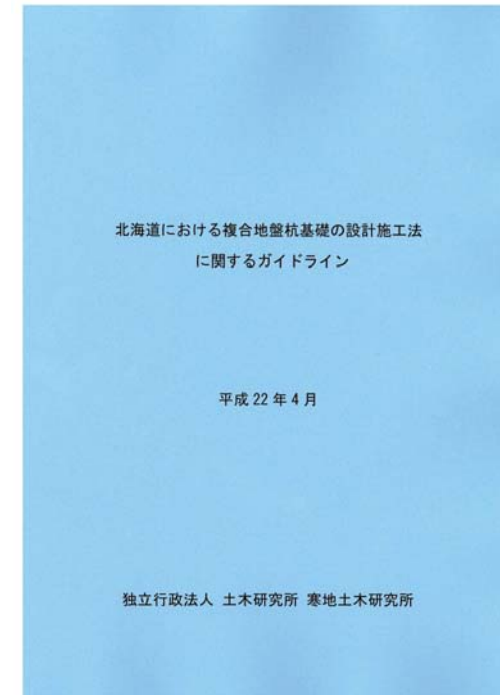 北海道における複合地盤杭基礎の設計施工法
に関するガイドライン
平成 22 年 4 月
独立行政法人 土木研究所 寒地土木研究所